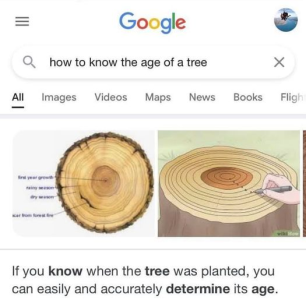 Google
how to know the age of a tree
All Images Videos Maps News Books Fligh
first year growth
rainy season
dry season
scar from forest fire
If you know when the tree was planted, you
can easily and accurately determine its age.